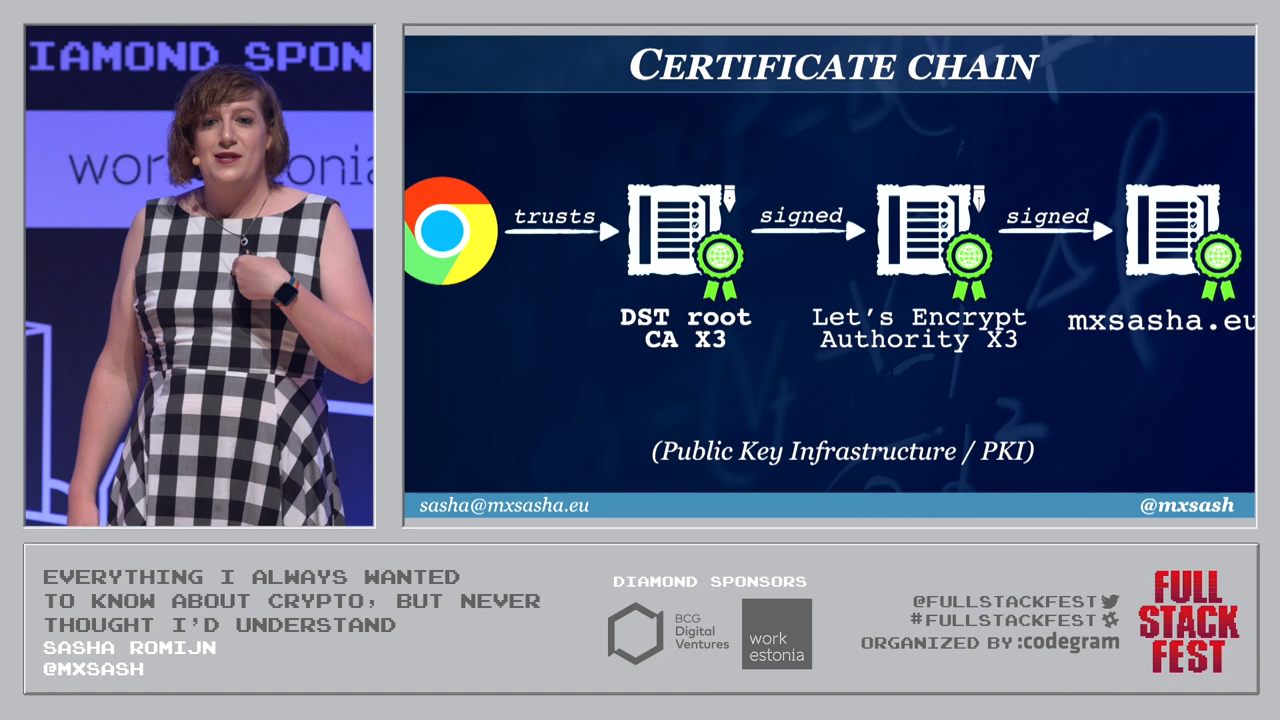 IAMOND SPON
work estonia
CERTIFICATE CHAIN
trusts
signed
signed
DST root
CA X3
Let's Encrypt
Authority X3
mxsasha.eu
(Public Key Infrastructure / PKI)
sasha@mxsasha.eu
@mxsash
EVERYTHING I ALWAYS WANTED
TO KNOW ABOUT CRYPTO, BUT NEVER
THOUGHT I'D UNDERSTAND
SASHA ROMIJN
@MXSASH
DIAMOND SPONSORS
BCG
Digital
Ventures
work
estonia
@FULLSTACKFEST
#FULLSTACKFEST
ORGANIZED BY :codegram
FULL
STACK
FEST